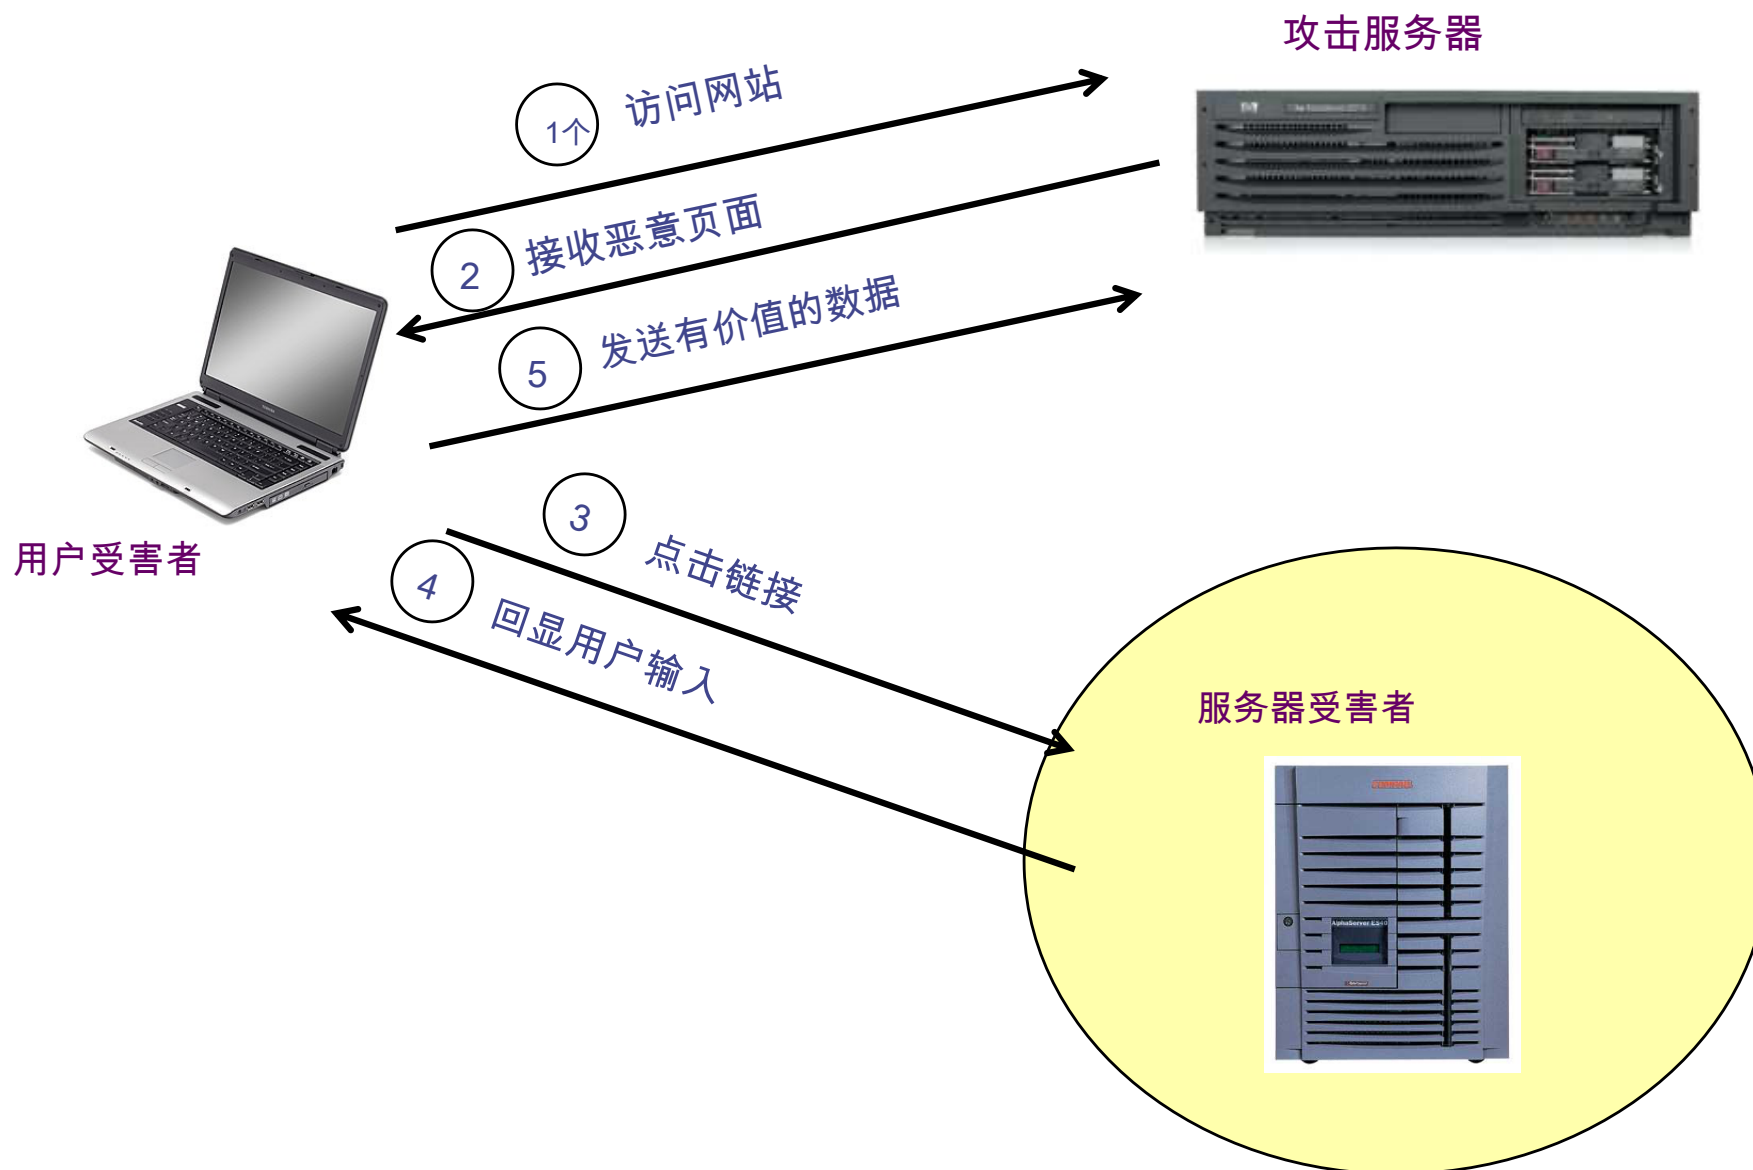 攻击服务器
1个
访问网站
2
接收恶意页面
5
发送有价值的数据
用户受害者
3
点击链接
4
回显用户输入
服务器受害者
AlphaServer ES40